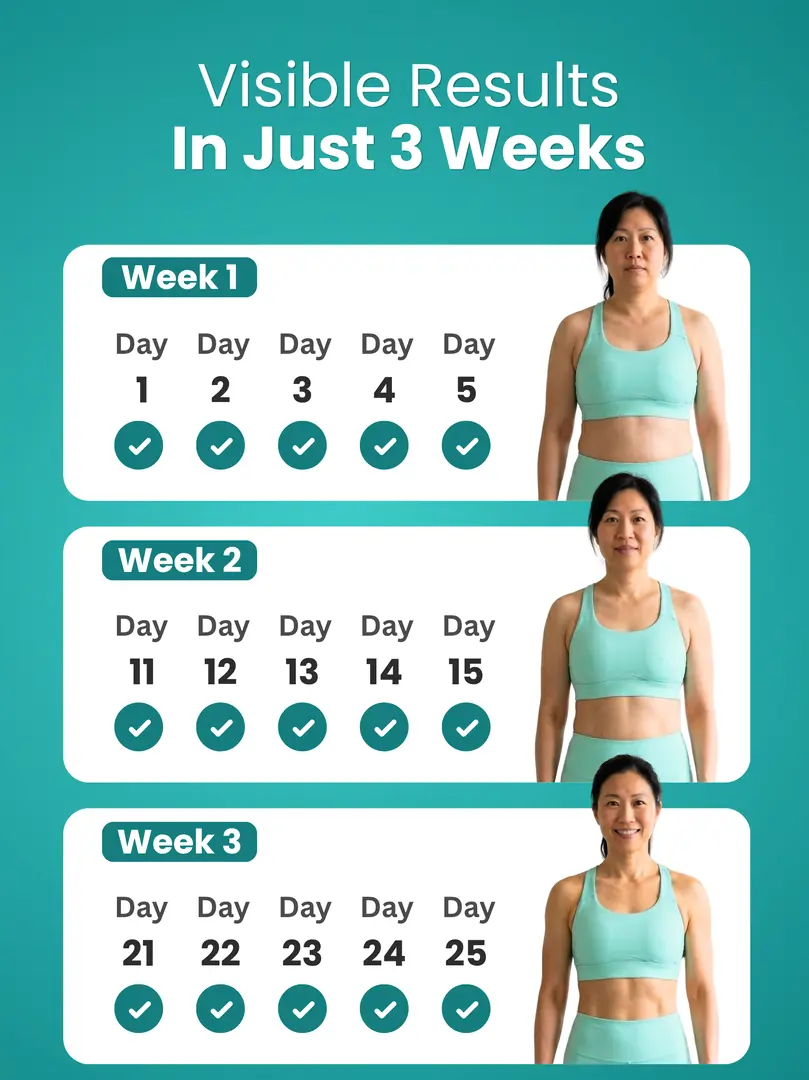 Visible Results
In Just 3 Weeks
Week 1
Day Day Day Day Day
1 2 3 4 5
Week 2
Day Day Day Day Day
11 12 13 14 15
Week 3
Day Day Day Day Day
21 22 23 24 25